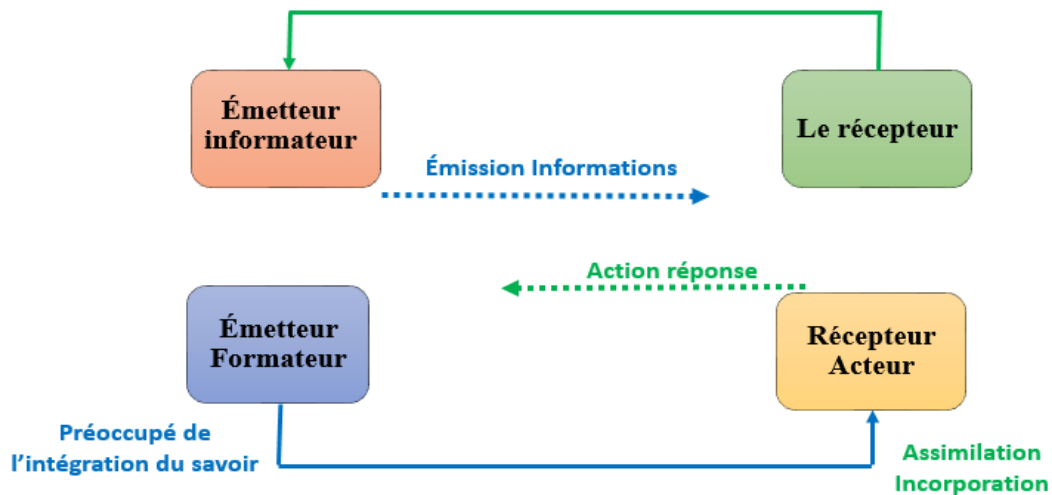 Émetteur
informateur
Le récepteur
Émission Informations
Action réponse
Émetteur
Formateur
Récepteur
Acteur
Préoccupé de
l’intégration du savoir
Assimilation
Incorporation